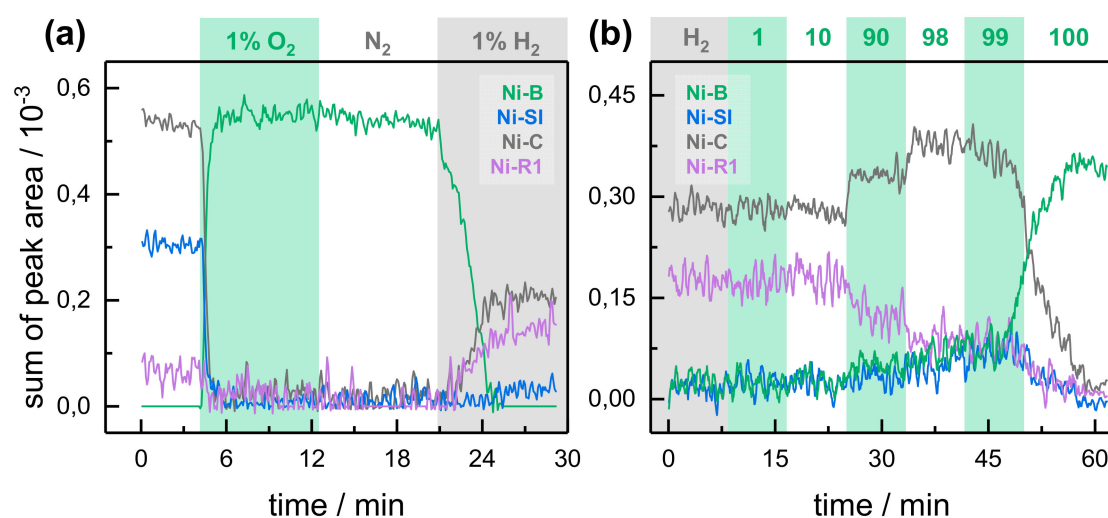 (a)
1% O₂
N₂
1% H₂
Ni-B
Ni-SI
Ni-C
Ni-R1
0,6
0,4
0,2
0,0
0
6
12
18
24
30
time / min
sum of peak area / 10⁻³
(b)
H₂
1
10
90
98
99
100
Ni-B
Ni-SI
Ni-C
Ni-R1
0,45
0,30
0,15
0,00
0
15
30
45
60
time / min